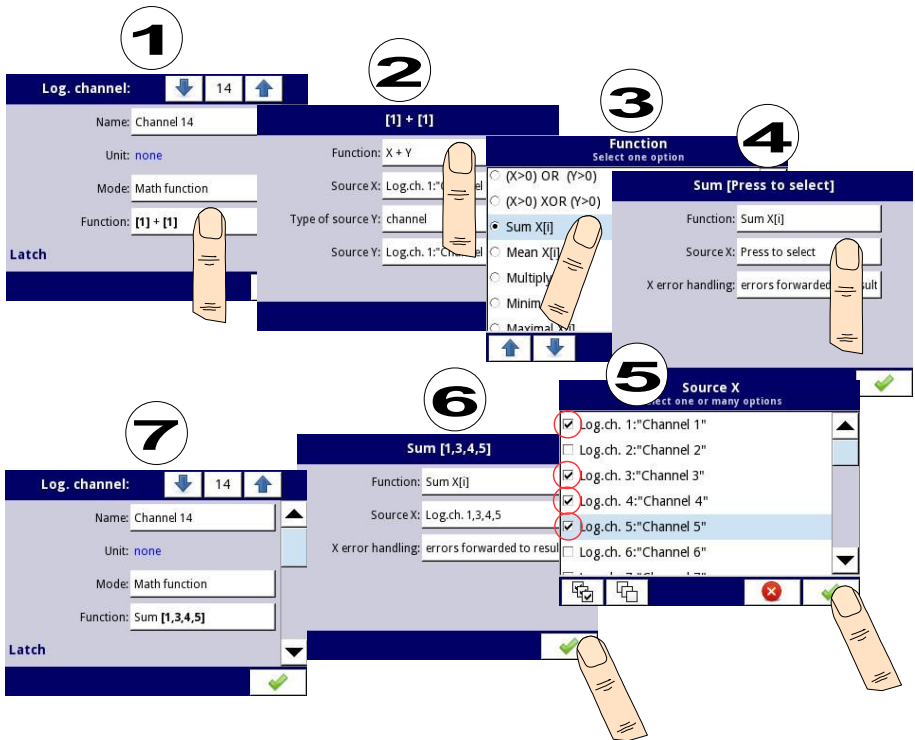 1
Log. channel: 14
Name: Channel 14
Unit: none
Mode: Math function
Function: [1] + [1]
Latch
2
[1] + [1]
Function: X + Y
Source X: Log.ch. 1:"
Type of source Y: channel
Source Y: Log.ch. 1:"
3
Function
Select one option
(X>0) OR (Y>0)
(X>0) XOR (Y>0)
Sum X[i]
Mean X[i]
Multiply
Minim
Maximal X[i]
4
Sum [Press to select]
Function: Sum X[i]
Source X: Press to select
X error handling: errors forwarded sult
5
Source X
ect one or many options
Log.ch. 1:"Channel 1"
Log.ch. 2:"Channel 2"
Log.ch. 3:"Channel 3"
Log.ch. 4:"Channel 4"
Log.ch. 5:"Channel 5"
Log.ch. 6:"Channel 6"
6
Sum [1,3,4,5]
Function: Sum X[i]
Source X: Log.ch. 1,3,4,5
X error handling: errors forwarded to resul
7
Log. channel: 14
Name: Channel 14
Unit: none
Mode: Math function
Function: Sum [1,3,4,5]
Latch